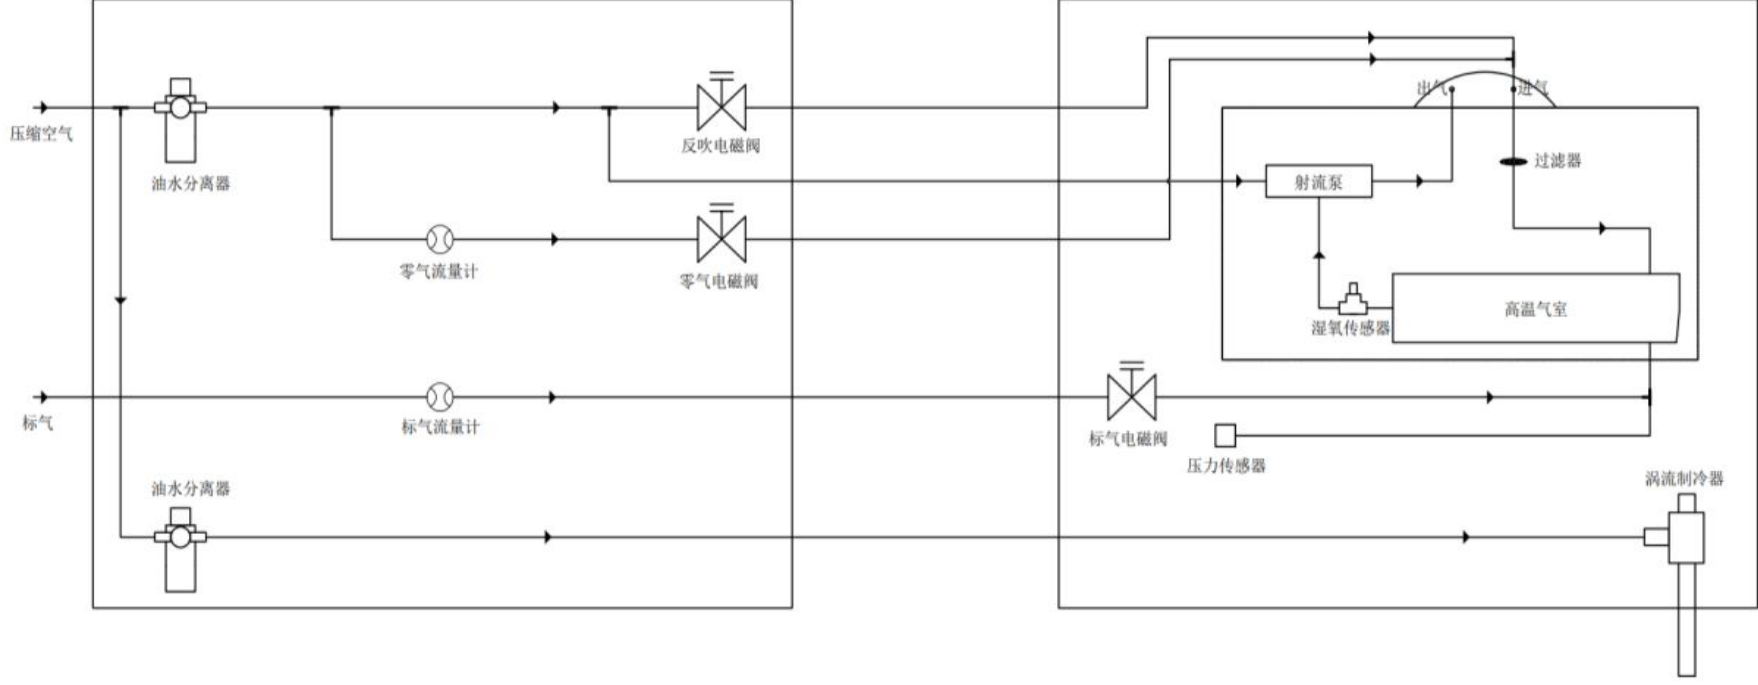 出气
进气
压缩空气
反吹电磁阀
过滤器
油水分离器
射流泵
零气流量计
零气电磁阀
高温气室
湿氧传感器
标气
标气流量计
标气电磁阀
压力传感器
油水分离器
涡流制冷器